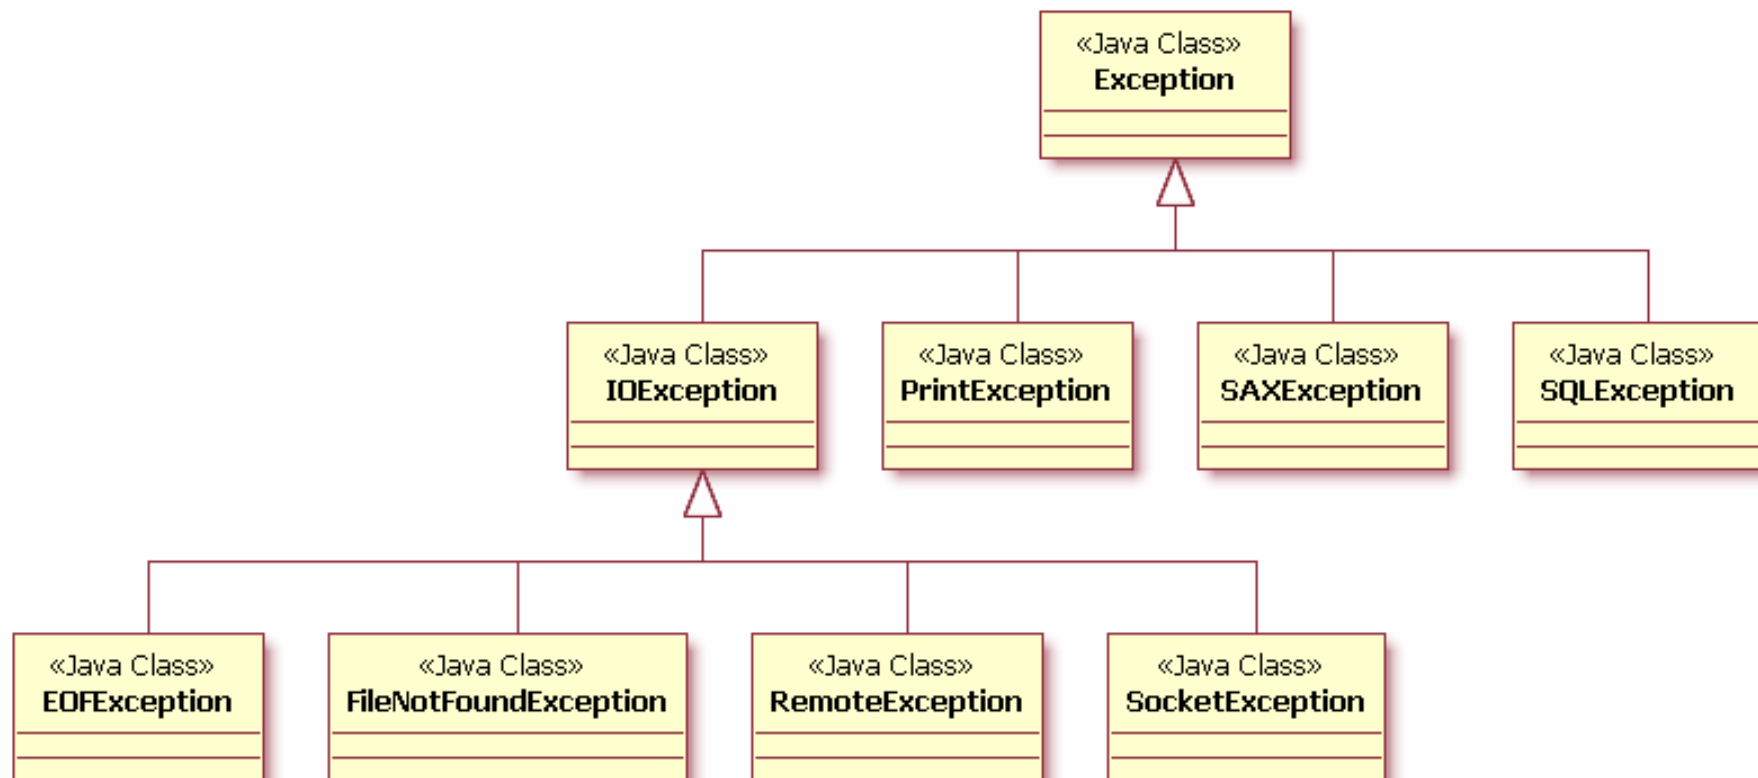 «Java Class»
Exception
«Java Class»
IOException
«Java Class»
PrintException
«Java Class»
SAXException
«Java Class»
SQLException
«Java Class»
EOFException
«Java Class»
FileNotFoundException
«Java Class»
RemoteException
«Java Class»
SocketException